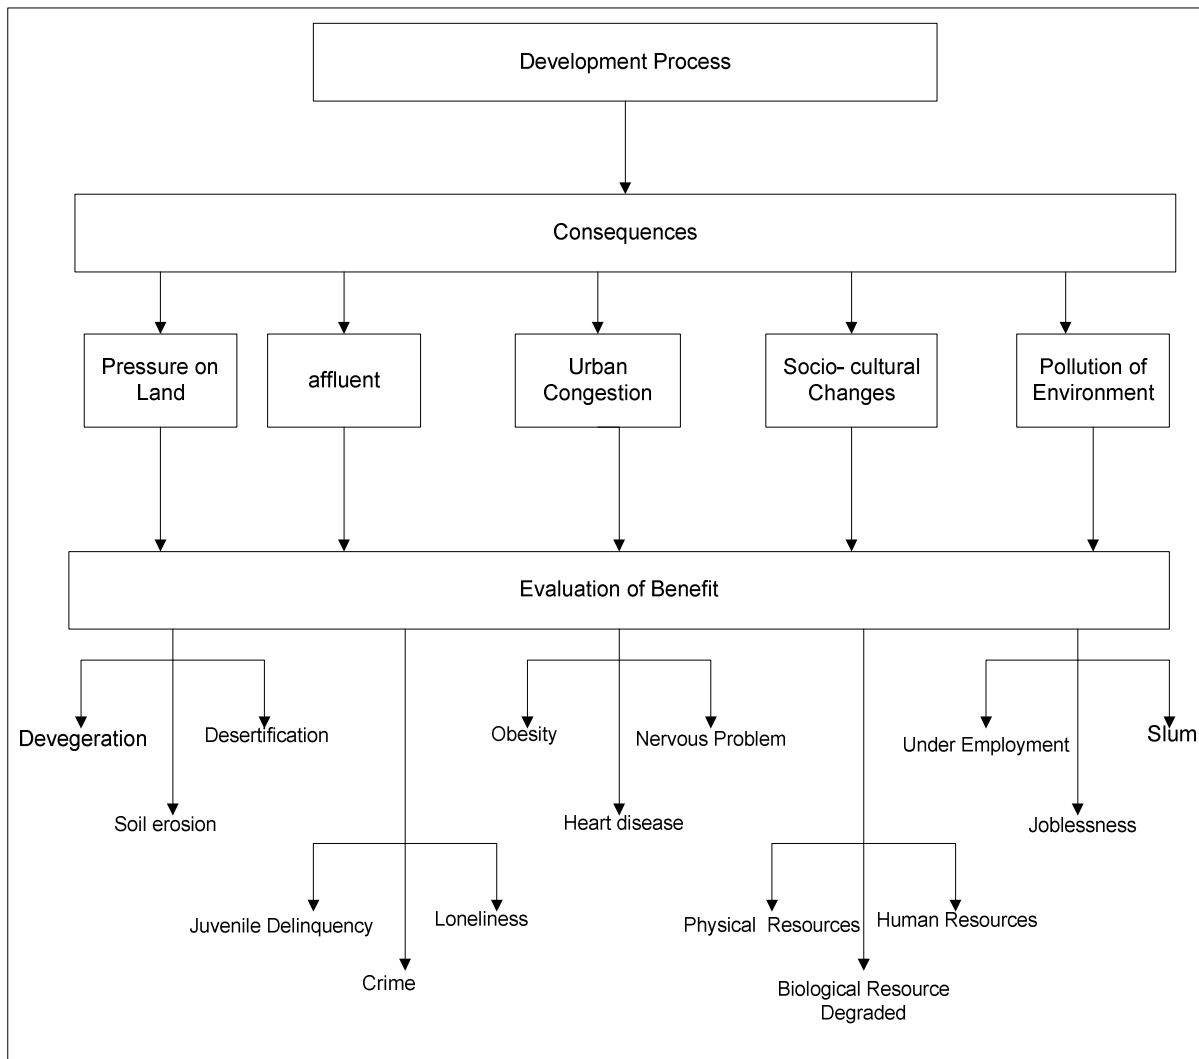 Development Process
Consequences
Pressure on
Land
affluent
Urban
Congestion
Socio- cultural
Changes
Pollution of
Environment
Evaluation of Benefit
Devegeration
Desertification
Soil erosion
Obesity
Nervous Problem
Heart disease
Under Employment
Slum
Joblessness
Juvenile Delinquency
Loneliness
Crime
Physical Resources
Human Resources
Biological Resource
Degraded